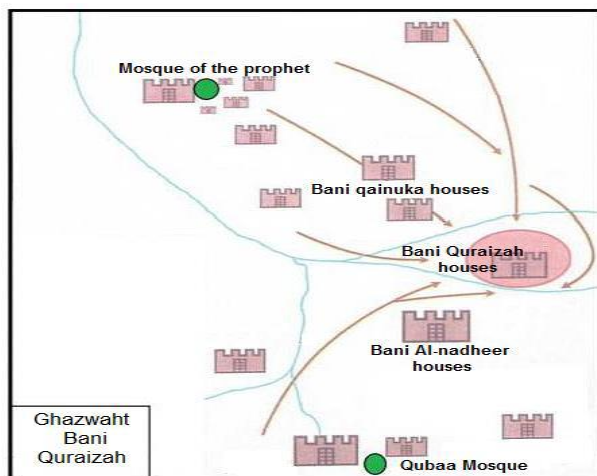 Mosque of the prophet
Bani qainuka houses
Bani Quraizah
houses
Bani Al-nadheer
houses
Ghazwaht
Bani
Quraizah
Qubaa Mosque